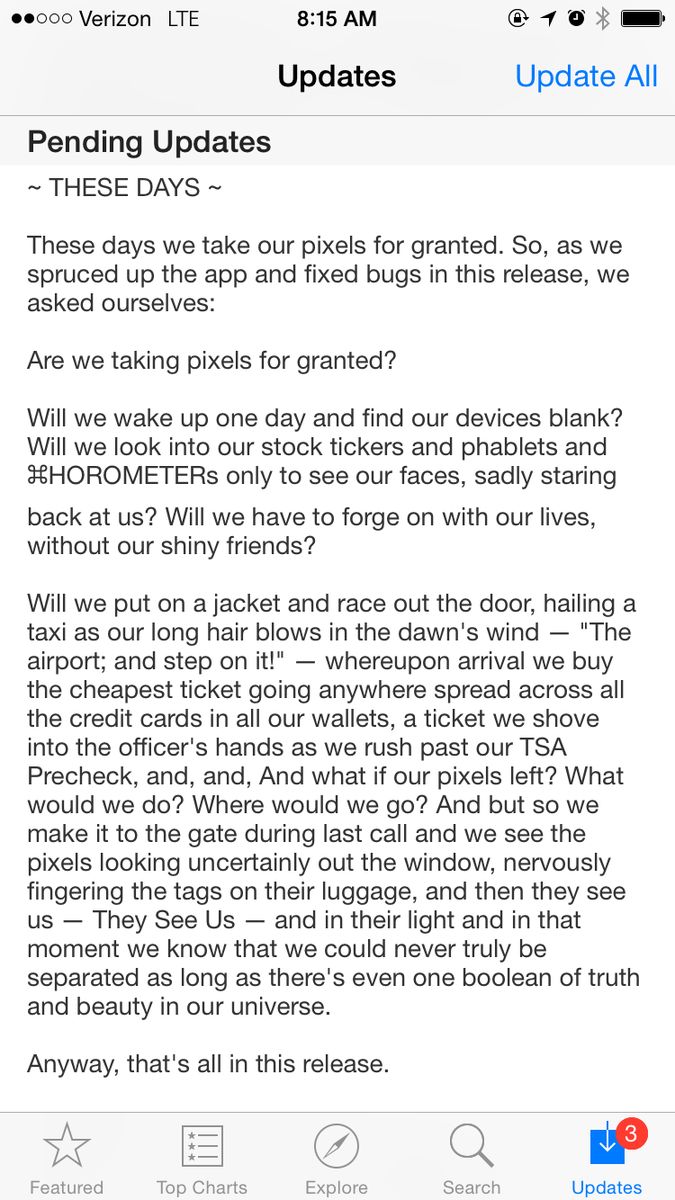 Verizon LTE 8:15 AM
Updates Update All
Pending Updates
~ THESE DAYS ~
These days we take our pixels for granted. So, as we
spruced up the app and fixed bugs in this release, we
asked ourselves:
Are we taking pixels for granted?
Will we wake up one day and find our devices blank?
Will we look into our stock tickers and phablets and
⌘HOROMETERs only to see our faces, sadly staring
back at us? Will we have to forge on with our lives,
without our shiny friends?
Will we put on a jacket and race out the door, hailing a
taxi as our long hair blows in the dawn's wind — "The
airport; and step on it!" — whereupon arrival we buy
the cheapest ticket going anywhere spread across all
the credit cards in all our wallets, a ticket we shove
into the officer's hands as we rush past our TSA
Precheck, and, and, And what if our pixels left? What
would we do? Where would we go? And but so we
make it to the gate during last call and we see the
pixels looking uncertainly out the window, nervously
fingering the tags on their luggage, and then they see
us — They See Us — and in their light and in that
moment we know that we could never truly be
separated as long as there's even one boolean of truth
and beauty in our universe.
Anyway, that's all in this release.
3
Featured Top Charts Explore Search Updates